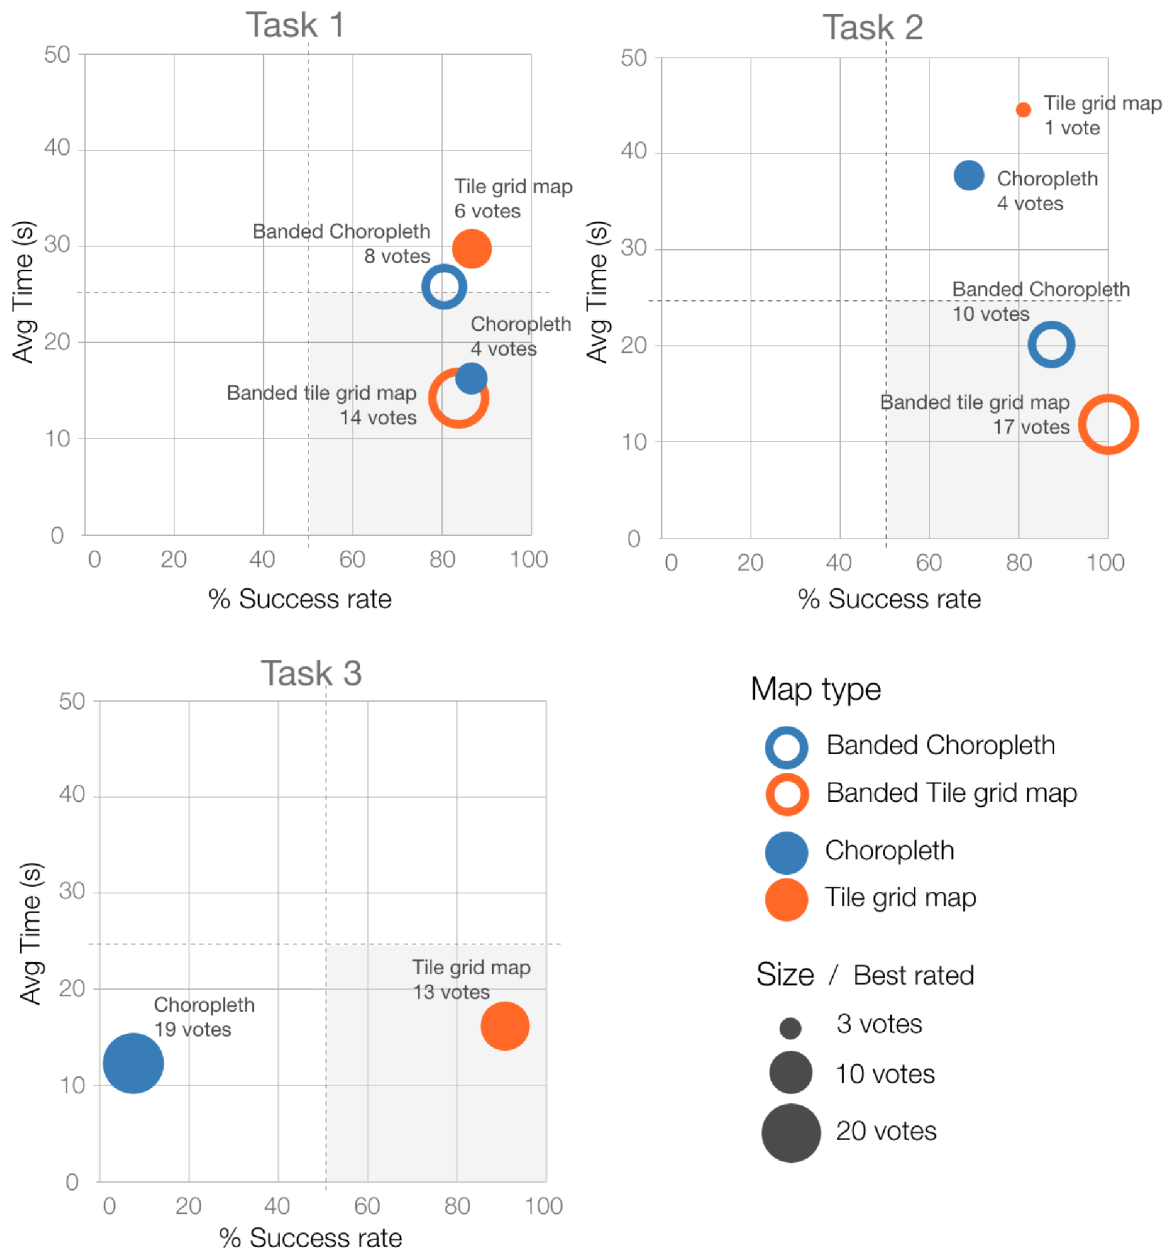 Task 1
50
40
30
20
10
0
Avg Time (s)
Tile grid map
6 votes
Banded Choropleth
8 votes
Choropleth
4 votes
Banded tile grid map
14 votes
0 20 40 60 80 100
% Success rate
Task 2
50
40
30
20
10
0
Avg Time (s)
Tile grid map
1 vote
Choropleth
4 votes
Banded Choropleth
10 votes
Banded tile grid map
17 votes
0 20 40 60 80 100
% Success rate
Task 3
50
40
30
20
10
0
Avg Time (s)
Tile grid map
13 votes
Choropleth
19 votes
0 20 40 60 80 100
% Success rate
Map type
Banded Choropleth
Banded Tile grid map
Choropleth
Tile grid map
Size / Best rated
3 votes
10 votes
20 votes